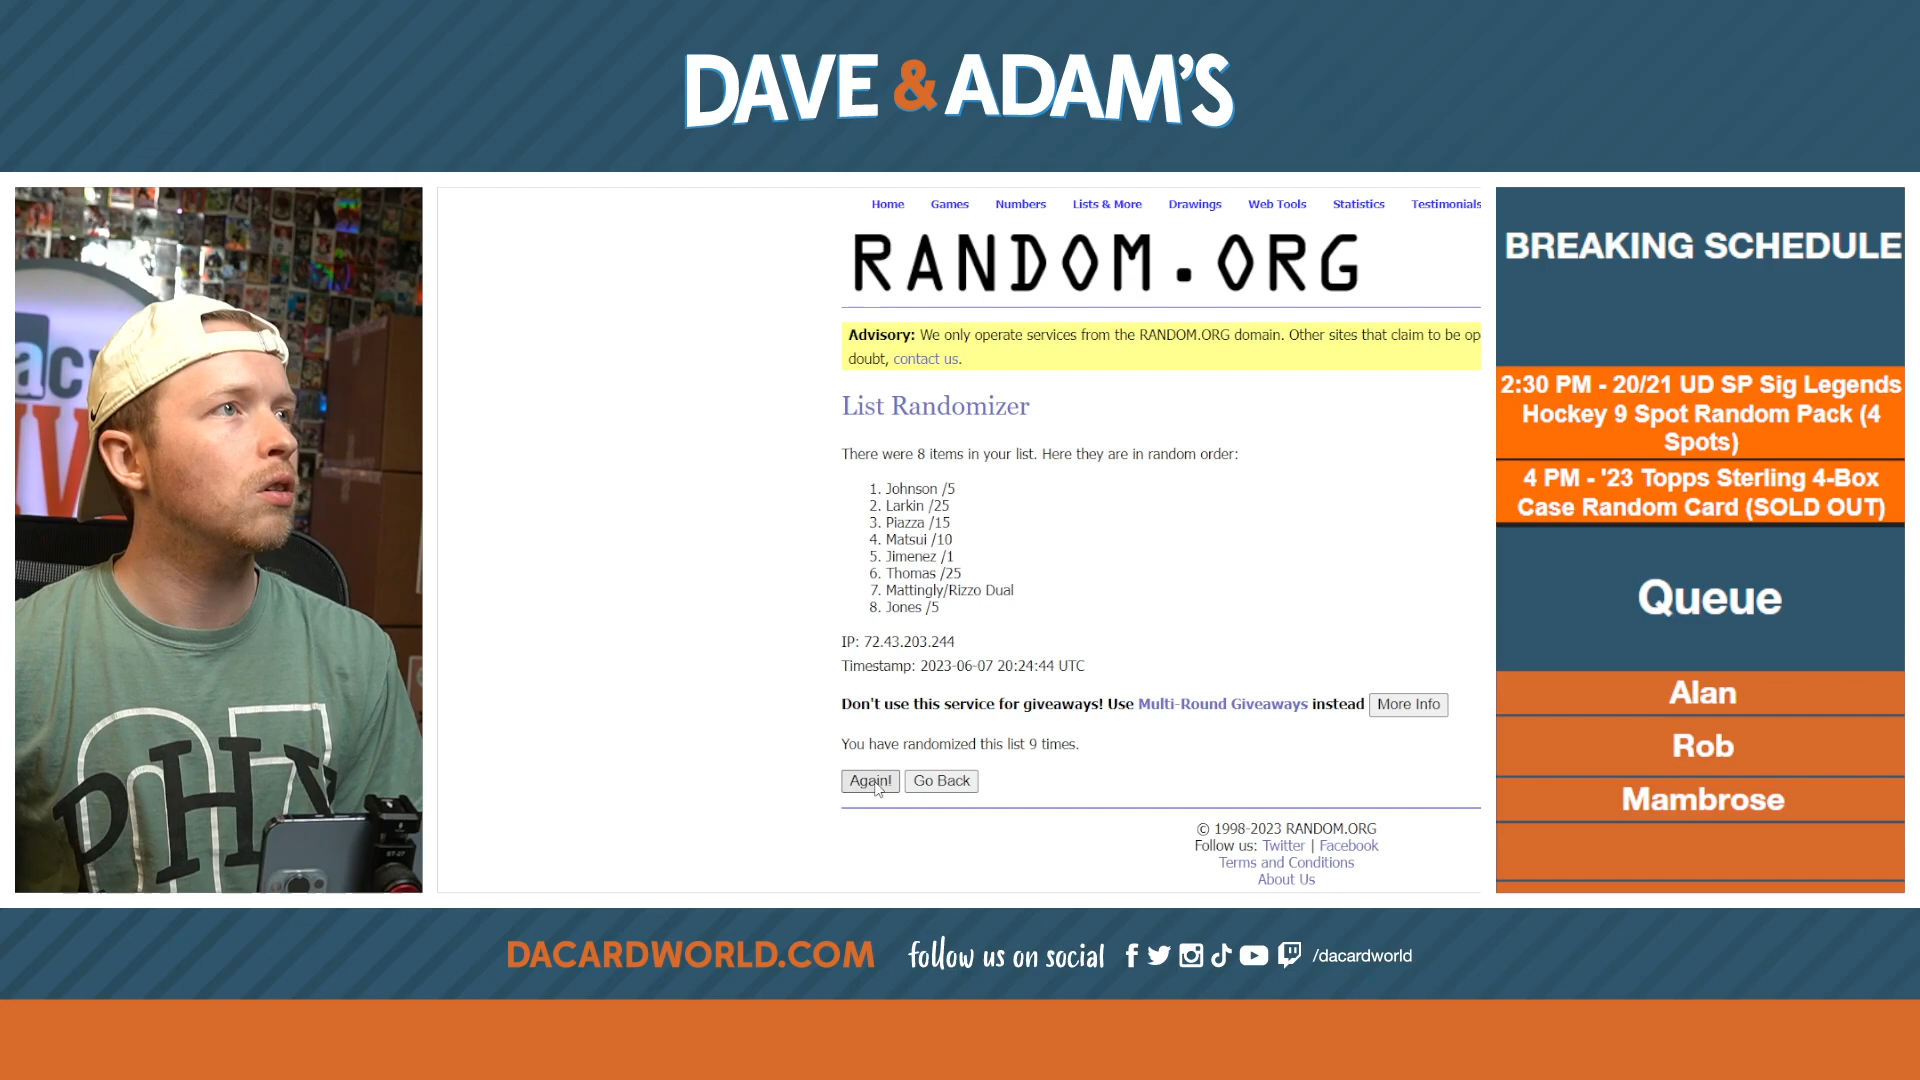 DAVE & ADAM'S
Home Games Numbers Lists & More Drawings Web Tools Statistics Testimonials
RANDOM.ORG
Advisory: We only operate services from the RANDOM.ORG domain. Other sites that claim to be op
doubt, contact us.
List Randomizer
There were 8 items in your list. Here they are in random order:
1. Johnson /5
2. Larkin /25
3. Piazza /15
4. Matsui /10
5. Jimenez /1
6. Thomas /25
7. Mattingly/Rizzo Dual
8. Jones /5
IP: 72.43.203.244
Timestamp: 2023-06-07 20:24:44 UTC
Don't use this service for giveaways! Use Multi-Round Giveaways instead More Info
You have randomized this list 9 times.
Again! Go Back
© 1998-2023 RANDOM.ORG
Follow us: Twitter | Facebook
Terms and Conditions
About Us
BREAKING SCHEDULE
2:30 PM - 20/21 UD SP Sig Legends
Hockey 9 Spot Random Pack (4
Spots)
4 PM - '23 Topps Sterling 4-Box
Case Random Card (SOLD OUT)
Queue
Alan
Rob
Mambrose
PHX
DACARDWORLD.COM follow us on social /dacardworld